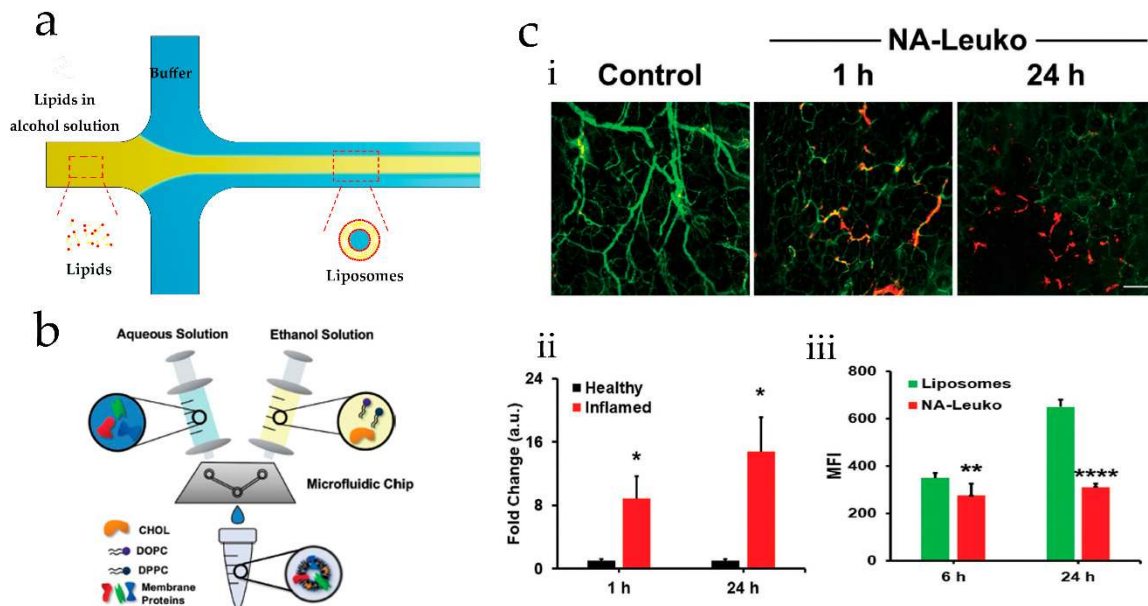 a
Buffer
Lipids in
alcohol solution
Lipids
Liposomes
b
Aqueous Solution
Ethanol Solution
Microfluidic Chip
CHOL
DOPC
DPPC
Membrane
Proteins
c
NA-Leuko
i
Control
1 h
24 h
ii
Fold Change (a.u.)
24
16
8
0
Healthy
Inflamed
*
*
1 h
24 h
iii
MFI
800
600
400
200
0
Liposomes
NA-Leuko
**
****
6 h
24 h